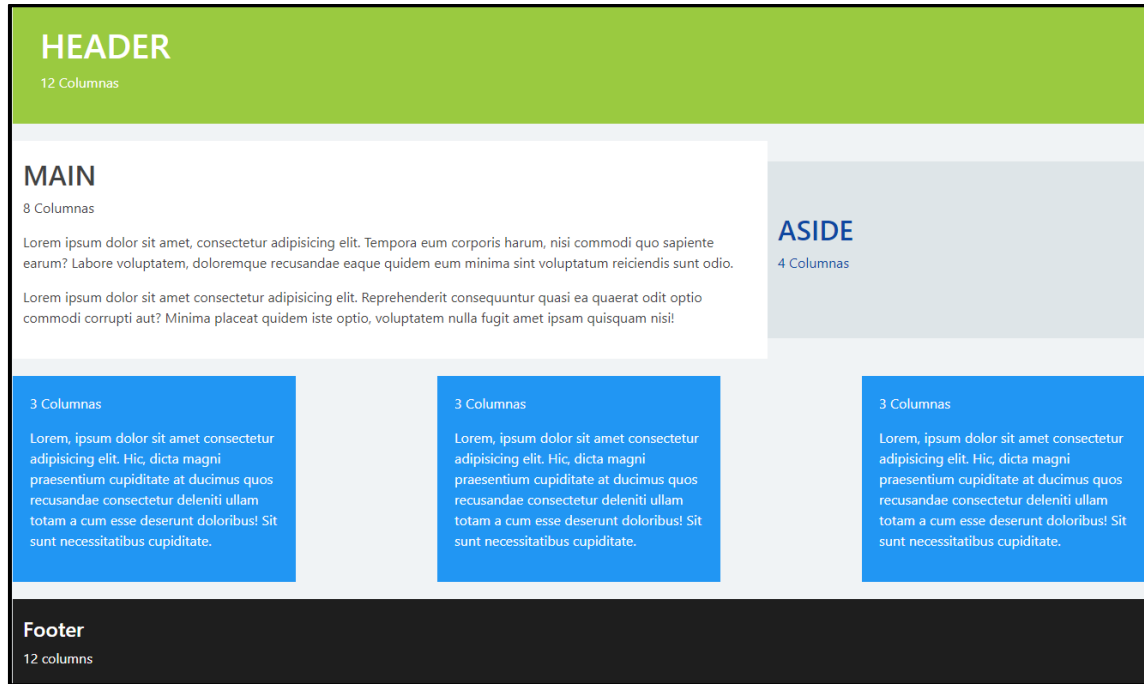 HEADER
12 Columnas
MAIN
8 Columnas
Lorem ipsum dolor sit amet, consectetur adipisicing elit. Tempora eum corporis harum, nisi commodi quo sapiente
earum? Labore voluptatem, doloremque recusandae eaque quidem eum minima sint voluptatum reiciendis sunt odio.
Lorem ipsum dolor sit amet consectetur adipisicing elit. Reprehenderit consequuntur quasi ea quaerat odit optio
commodi corrupti aut? Minima placeat quidem iste optio, voluptatem nulla fugit amet ipsam quisquam nisi!
ASIDE
4 Columnas
3 Columnas
Lorem, ipsum dolor sit amet consectetur
adipisicing elit. Hic, dicta magni
praesentium cupiditate at ducimus quos
recusandae consectetur deleniti ullam
totam a cum esse deserunt doloribus! Sit
sunt necessitatibus cupiditate.
3 Columnas
Lorem, ipsum dolor sit amet consectetur
adipisicing elit. Hic, dicta magni
praesentium cupiditate at ducimus quos
recusandae consectetur deleniti ullam
totam a cum esse deserunt doloribus! Sit
sunt necessitatibus cupiditate.
3 Columnas
Lorem, ipsum dolor sit amet consectetur
adipisicing elit. Hic, dicta magni
praesentium cupiditate at ducimus quos
recusandae consectetur deleniti ullam
totam a cum esse deserunt doloribus! Sit
sunt necessitatibus cupiditate.
Footer
12 columns